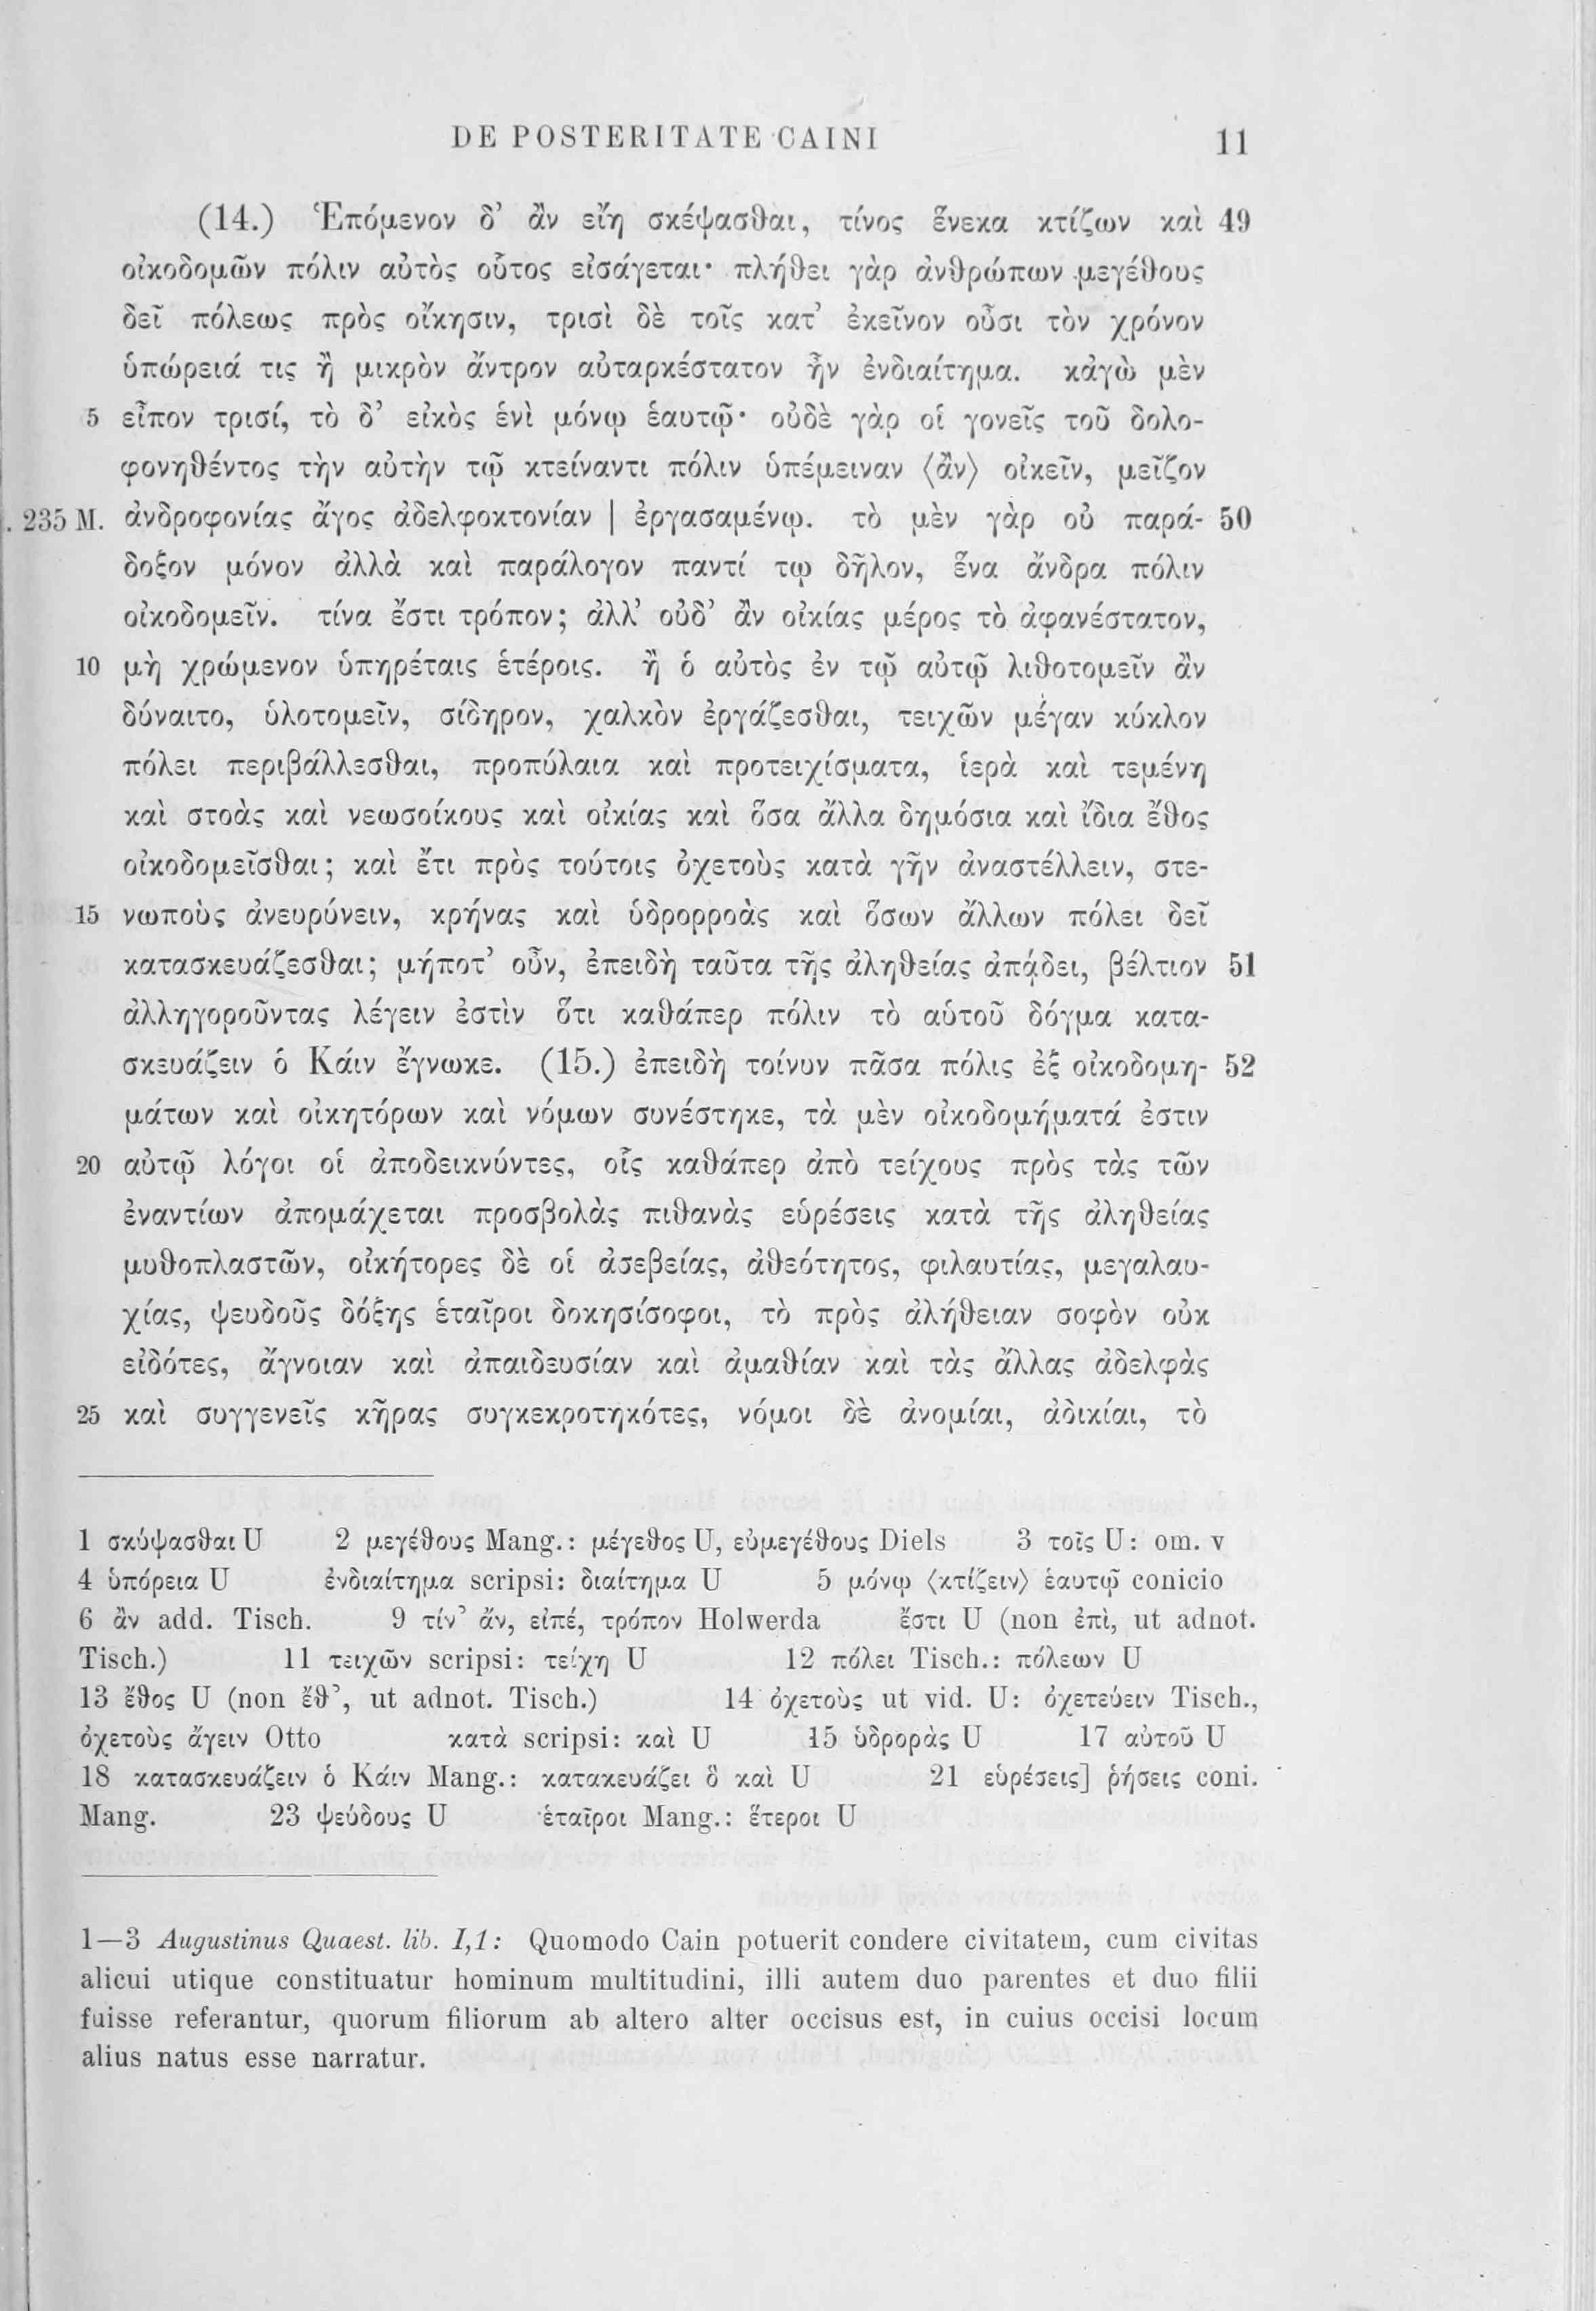 DE POSTERITATE CAINI 11
(14.) Ἑπόμενον δ’ ἂν εἴη σκέψασθαι, τίνος ἕνεκα κτίζων καὶ 49
οἰκοδομῶν πόλιν αὐτὸς οὗτος εἰσάγεται· πλήθει γὰρ ἀνθρώπων μεγέθους
δεῖ πόλεως πρὸς οἴκησιν, τρισὶ δὲ τοῖς κατ’ ἐκεῖνον οὖσι τὸν χρόνον
ὑπώρειά τις ἢ μικρὸν ἄντρον αὐταρκέστατον ἦν ἐνδιαίτημα. κἀγὼ μὲν
5 εἶπον τρισί, τὸ δ’ εἰκὸς ἑνὶ μόνῳ ἑαυτῷ· οὐδὲ γὰρ οἱ γονεῖς τοῦ δολο-
φονηθέντος τὴν αὐτὴν τῷ κτείναντι πόλιν ὑπέμειναν ⟨ἂν⟩ οἰκεῖν, μεῖζον
. 235 M. ἀνδροφονίας ἄγος ἀδελφοκτονίαν | ἐργασαμένῳ. τὸ μὲν γὰρ οὐ παρά- 50
δοξον μόνον ἀλλὰ καὶ παράλογον παντί τῳ δῆλον, ἕνα ἄνδρα πόλιν
οἰκοδομεῖν. τίνα ἔστι τρόπον; ἀλλ’ οὐδ’ ἂν οἰκίας μέρος τὸ ἀφανέστατον,
10 μὴ χρώμενον ὑπηρέταις ἑτέροις. ἢ ὁ αὐτὸς ἐν τῷ αὐτῷ λιθοτομεῖν ἂν
δύναιτο, ὑλοτομεῖν, σίδηρον, χαλκὸν ἐργάζεσθαι, τειχῶν μέγαν κύκλον
πόλει περιβάλλεσθαι, προπύλαια καὶ προτειχίσματα, ἱερὰ καὶ τεμένη
καὶ στοὰς καὶ νεωσοίκους καὶ οἰκίας καὶ ὅσα ἄλλα δημόσια καὶ ἴδια ἔθος
οἰκοδομεῖσθαι; καὶ ἔτι πρὸς τούτοις ὀχετοὺς κατὰ γῆν ἀναστέλλειν, στε-
15 νωποὺς ἀνευρύνειν, κρήνας καὶ ὑδρορροὰς καὶ ὅσων ἄλλων πόλει δεῖ
κατασκευάζεσθαι; μήποτ’ οὖν, ἐπειδὴ ταῦτα τῆς ἀληθείας ἀπᾴδει, βέλτιον 51
ἀλληγοροῦντας λέγειν ἐστὶν ὅτι καθάπερ πόλιν τὸ αὑτοῦ δόγμα κατα-
σκευάζειν ὁ Κάιν ἔγνωκε. (15.) ἐπειδὴ τοίνυν πᾶσα πόλις ἐξ οἰκοδομη- 52
μάτων καὶ οἰκητόρων καὶ νόμων συνέστηκε, τὰ μὲν οἰκοδομήματά ἐστιν
20 αὐτῷ λόγοι οἱ ἀποδεικνύντες, οἷς καθάπερ ἀπὸ τείχους πρὸς τὰς τῶν
ἐναντίων ἀπομάχεται προσβολὰς πιθανὰς εὑρέσεις κατὰ τῆς ἀληθείας
μυθοπλαστῶν, οἰκήτορες δὲ οἱ ἀσεβείας, ἀθεότητος, φιλαυτίας, μεγαλαυ-
χίας, ψευδοῦς δόξης ἑταῖροι δοκησίσοφοι, τὸ πρὸς ἀλήθειαν σοφὸν οὐκ
εἰδότες, ἄγνοιαν καὶ ἀπαιδευσίαν καὶ ἀμαθίαν καὶ τὰς ἄλλας ἀδελφὰς
25 καὶ συγγενεῖς κῆρας συγκεκροτηκότες, νόμοι δὲ ἀνομίαι, ἀδικίαι, τὸ
1 σκύψασθαι U 2 μεγέθους Mang.: μέγεθος U, εὐμεγέθους Diels 3 τοῖς U: om. v
4 ὑπόρεια U ἐνδιαίτημα scripsi: διαίτημα U 5 μόνῳ ⟨κτίζειν⟩ ἑαυτῷ conicio
6 ἂν add. Tisch. 9 τίν’ ἄν, εἰπέ, τρόπον Holwerda ἔστι U (non ἐπὶ, ut adnot.
Tisch.) 11 τειχῶν scripsi: τείχη U 12 πόλει Tisch.: πόλεων U
13 ἔθος U (non ἔθ’, ut adnot. Tisch.) 14 ὀχετοὺς ut vid. U: ὀχετεύειν Tisch.,
ὀχετοὺς ἄγειν Otto κατὰ scripsi: καὶ U 15 ὑδροράς U 17 αὐτοῦ U
18 κατασκευάζειν ὁ Κάιν Mang.: κατακευάζει ὃ καὶ U 21 εὑρέσεις] ῥήσεις coni.
Mang. 23 ψεύδους U ἑταῖροι Mang.: ἕτεροι U
1—3 Augustinus Quaest. lib. I,1: Quomodo Cain potuerit condere civitatem, cum civitas
alicui utique constituatur hominum multitudini, illi autem duo parentes et duo filii
fuisse referantur, quorum filiorum ab altero alter occisus est, in cuius occisi locum
alius natus esse narratur.